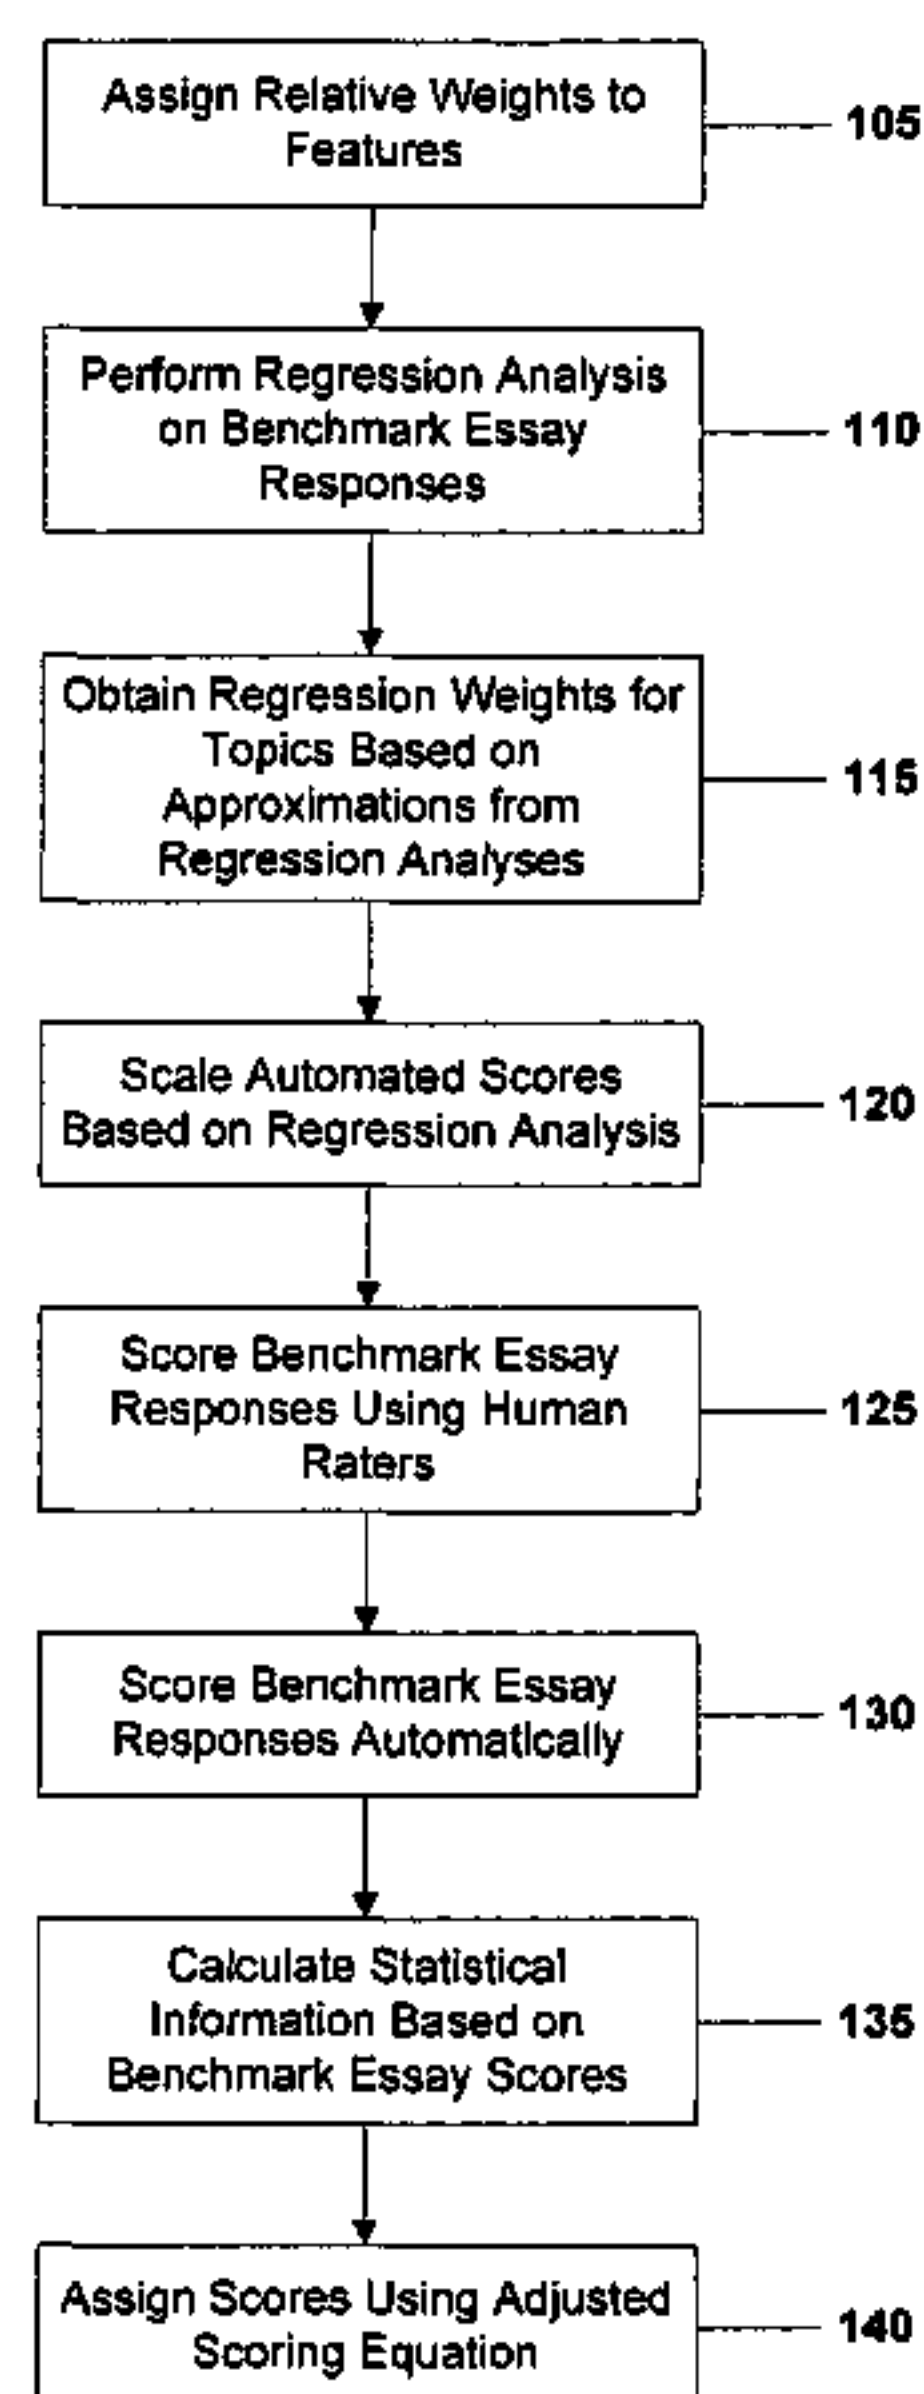 Assign Relative Weights to
Features
105
Perform Regression Analysis
on Benchmark Essay
Responses
110
Obtain Regression Weights for
Topics Based on
Approximations from
Regression Analyses
115
Scale Automated Scores
Based on Regression Analysis
120
Score Benchmark Essay
Responses Using Human
Raters
125
Score Benchmark Essay
Responses Automatically
130
Calculate Statistical
Information Based on
Benchmark Essay Scores
135
Assign Scores Using Adjusted
Scoring Equation
140